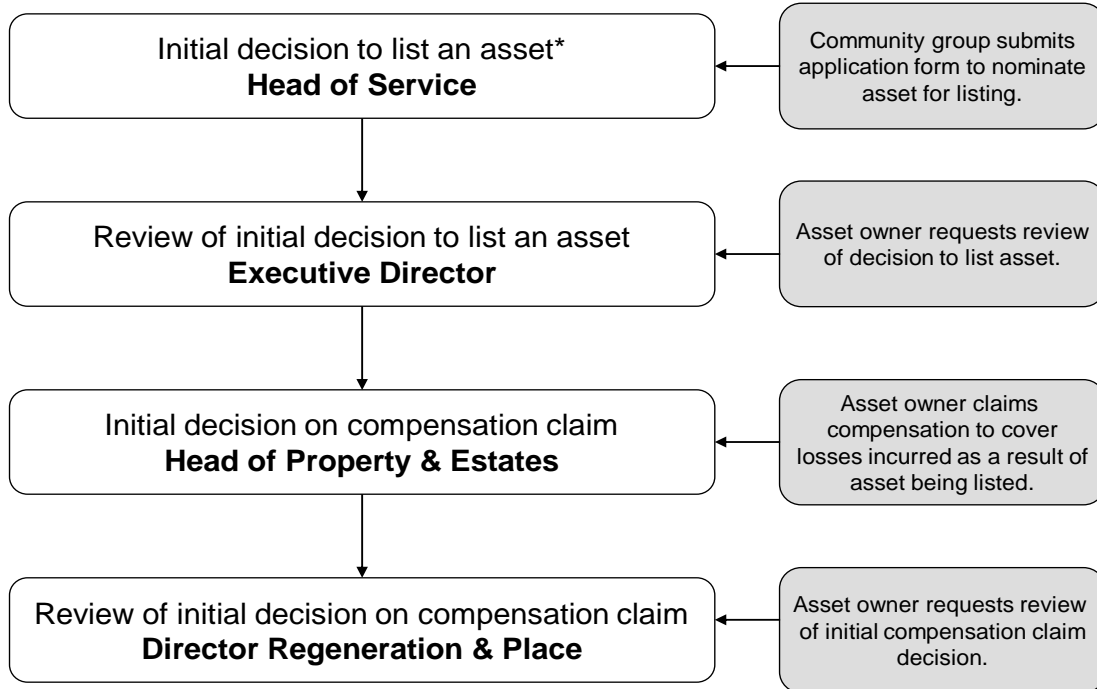 Initial decision to list an asset*
Head of Service
Community group submits
application form to nominate
asset for listing.
Review of initial decision to list an asset
Executive Director
Asset owner requests review
of decision to list asset.
Initial decision on compensation claim
Head of Property & Estates
Asset owner claims
compensation to cover
losses incurred as a result of
asset being listed.
Review of initial decision on compensation claim
Director Regeneration & Place
Asset owner requests review
of initial compensation claim
decision.